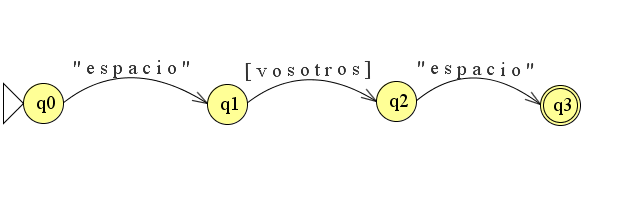 "espacio" [vosotros] "espacio"
q0 q1 q2 q3